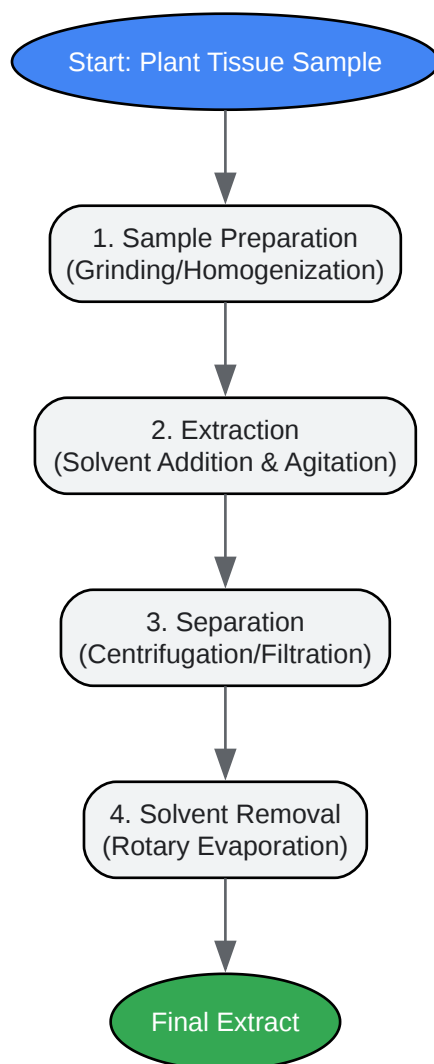 Start: Plant Tissue Sample
1. Sample Preparation
(Grinding/Homogenization)
2. Extraction
(Solvent Addition & Agitation)
3. Separation
(Centrifugation/Filtration)
4. Solvent Removal
(Rotary Evaporation)
Final Extract